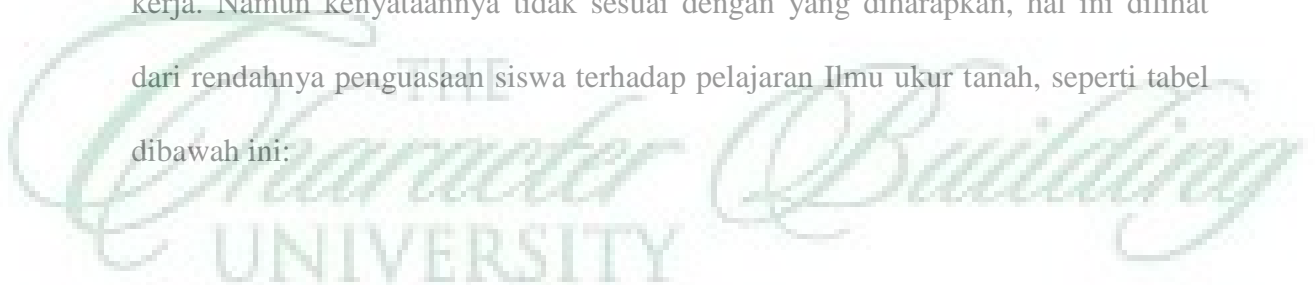 kerja. Namun kenyataannya tidak sesuai dengan yang diharapkan, hal ini dilihat
dari rendahnya penguasaan siswa terhadap pelajaran Ilmu ukur tanah, seperti tabel
dibawah ini:
THE
Character Building
UNIVERSITY